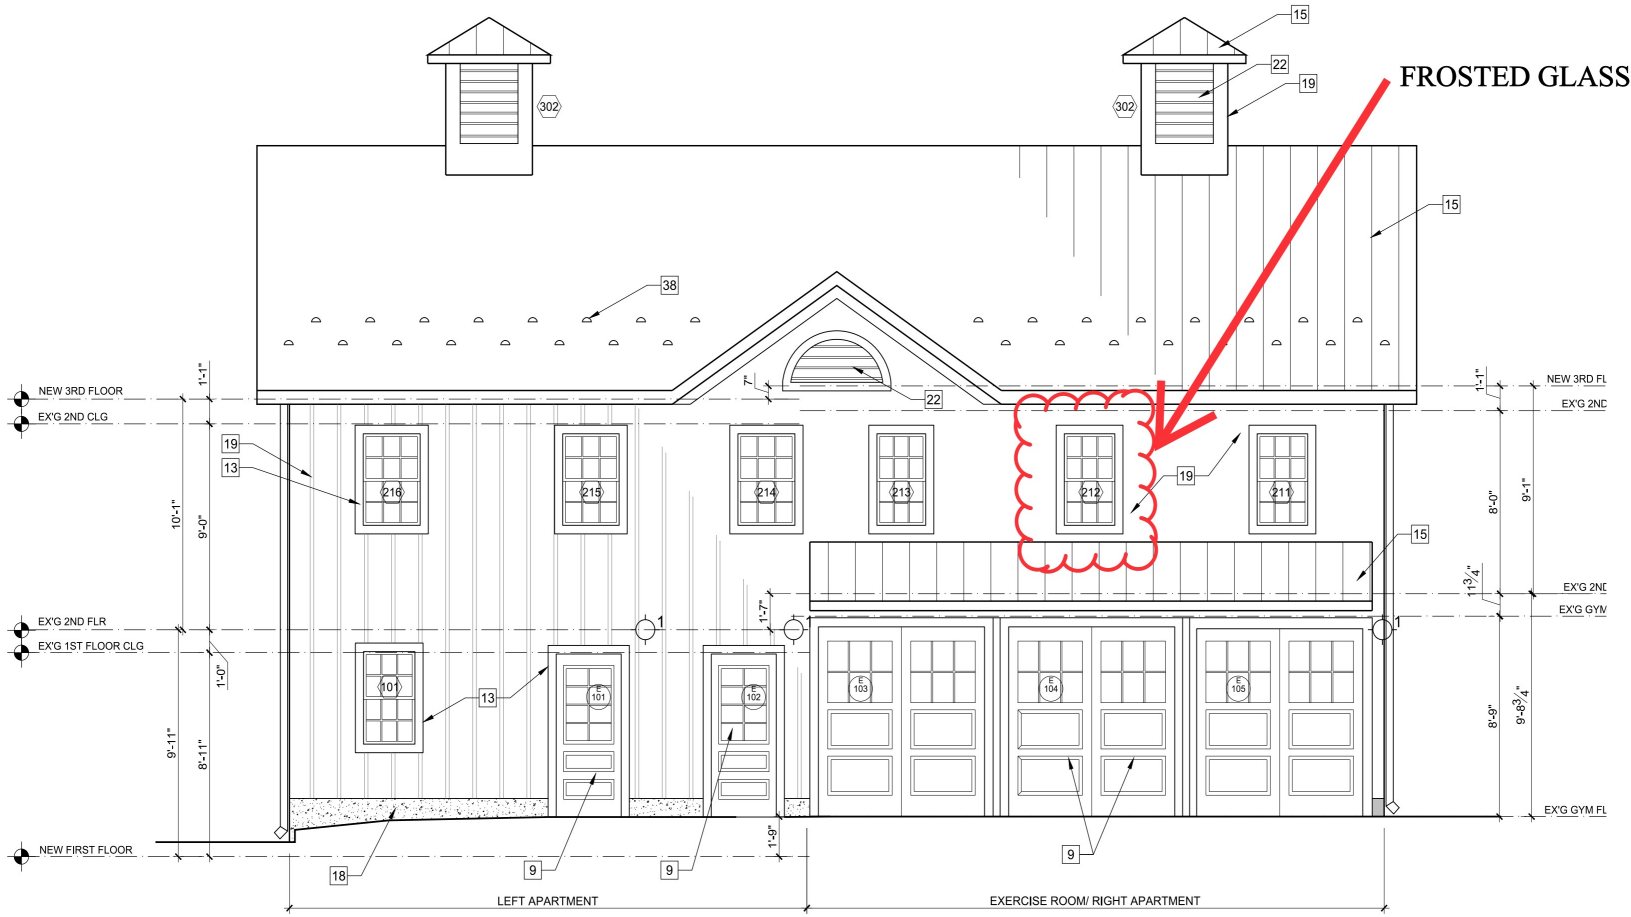 15
22
19
FROSTED GLASS
302
302
15
38
1'-1"
NEW 3RD FLOOR
EX'G 2ND CLG
7"
22
1'-1"
NEW 3RD FL
EX'G 2ND
19
13
216
215
214
213
212
19
211
10'-1"
9'-0"
8'-0"
9'-1"
15
11 3/4"
EX'G 2ND
EX'G GYM
1'-7"
EX'G 2ND FLR
EX'G 1ST FLOOR CLG
1
1
1'-0"
101
13
E
101
E
102
E
103
E
104
E
105
9'-11"
8'-11"
8'-9"
9'-8 3/4"
EX'G GYM FL
1'-9"
NEW FIRST FLOOR
18
9
9
9
LEFT APARTMENT
EXERCISE ROOM/ RIGHT APARTMENT